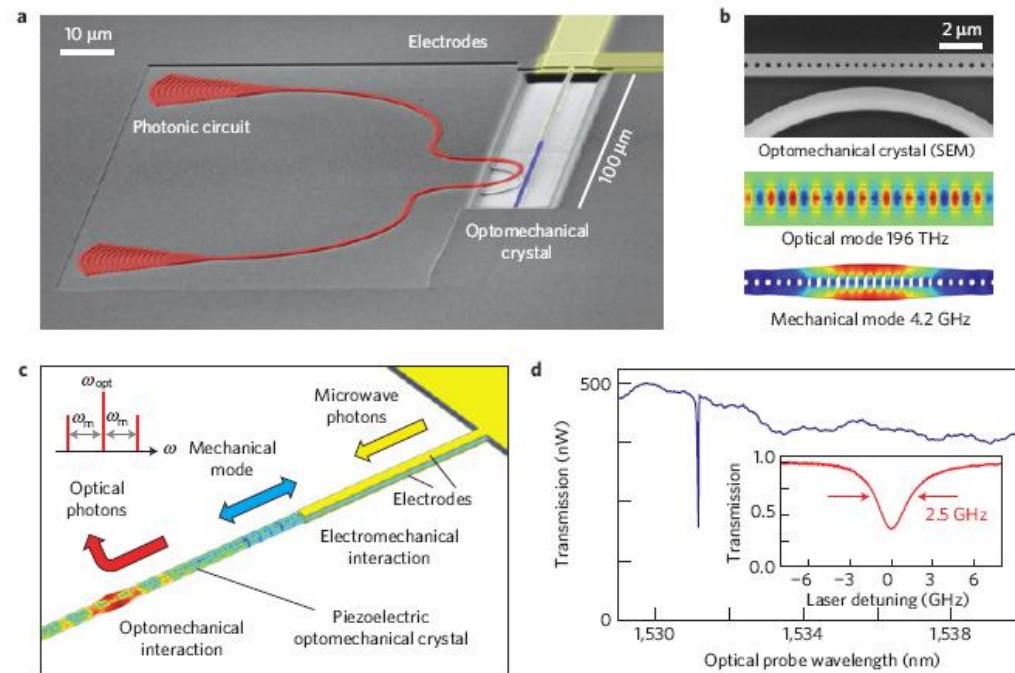 a
10 μm
Electrodes
Photonic circuit
100 μm
Optomechanical
crystal
b
2 μm
Optomechanical crystal (SEM)
Optical mode 196 THz
Mechanical mode 4.2 GHz
c
ωopt
ωm
ωm
ω
Microwave
photons
Mechanical
mode
Optical
photons
Electrodes
Electromechanical
interaction
Piezoelectric
optomechanical crystal
Optomechanical
interaction
d
500
0
Transmission (nW)
1,530
1,534
1,538
Optical probe wavelength (nm)
1.0
0.5
0.0
Transmission
2.5 GHz
−6
−3
0
3
6
Laser detuning (GHz)